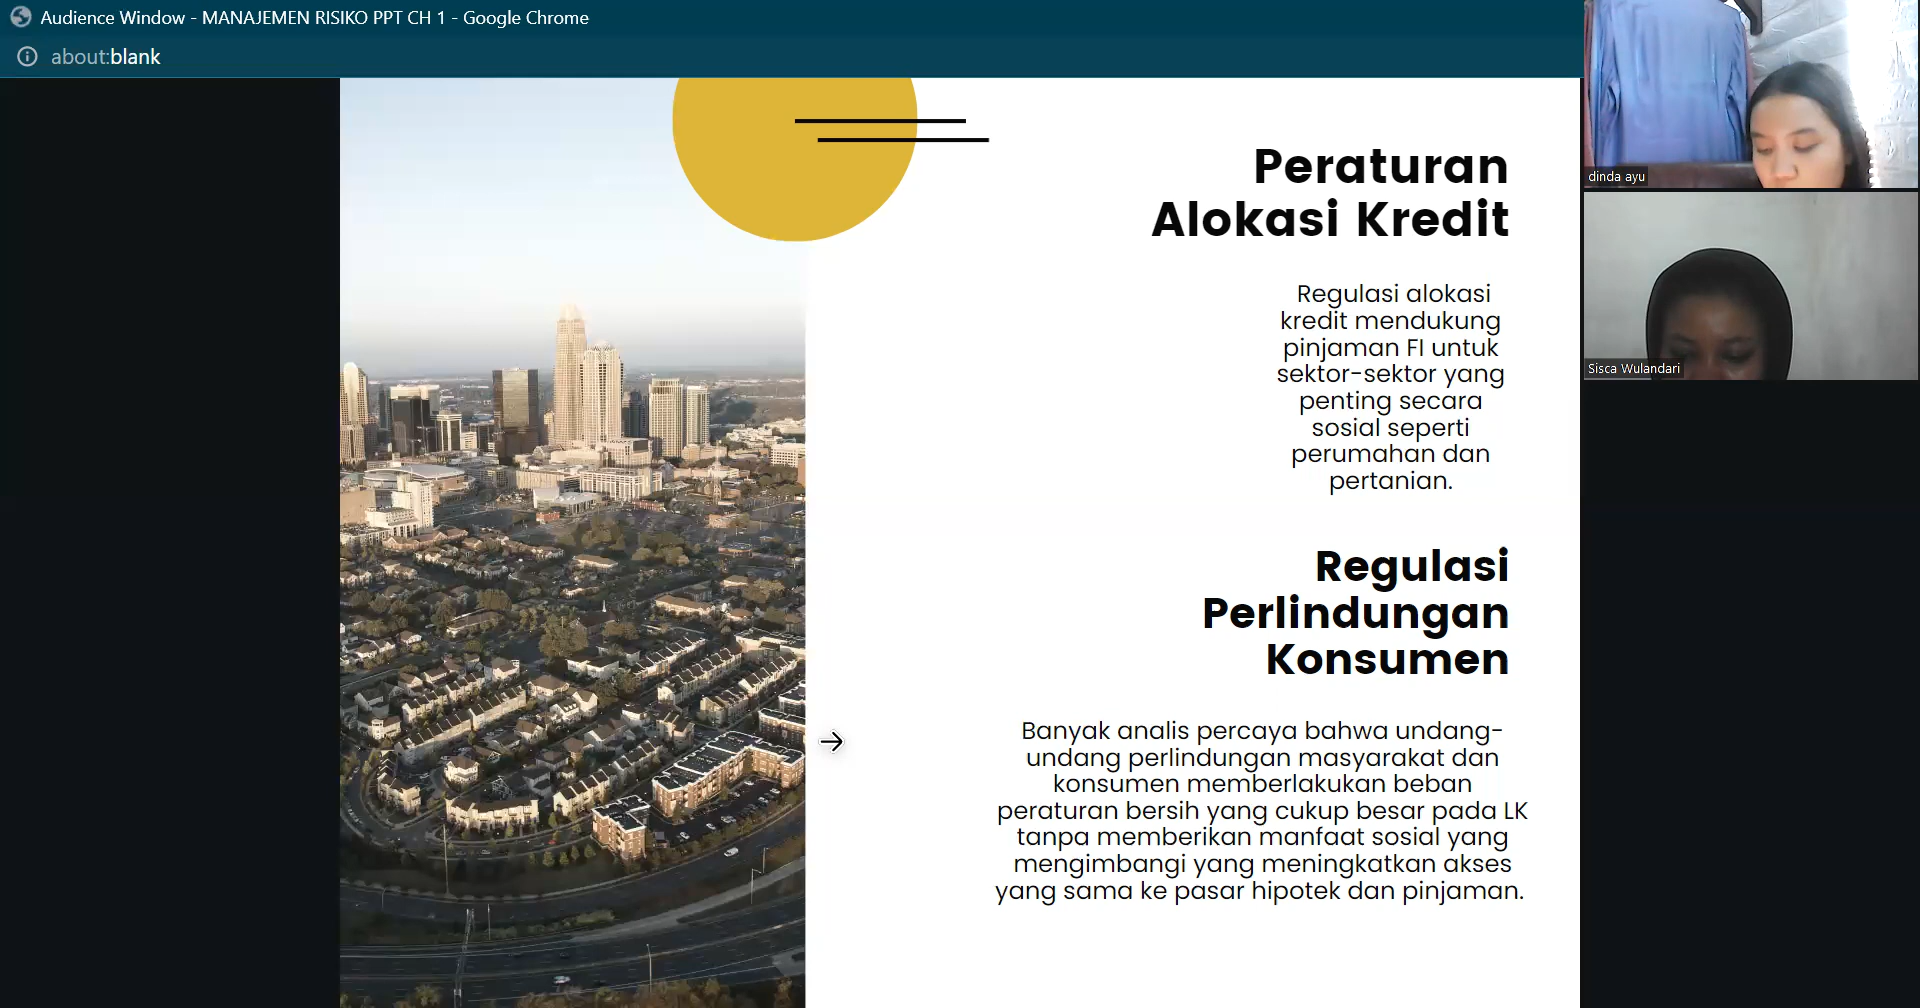 Audience Window - MANAJEMEN RISIKO PPT CH 1 - Google Chrome
about:blank
Peraturan
Alokasi Kredit
Regulasi alokasi
kredit mendukung
pinjaman FI untuk
sektor-sektor yang
penting secara
sosial seperti
perumahan dan
pertanian.
Regulasi
Perlindungan
Konsumen
Banyak analis percaya bahwa undang-
undang perlindungan masyarakat dan
konsumen memberlakukan beban
peraturan bersih yang cukup besar pada LK
tanpa memberikan manfaat sosial yang
mengimbangi yang meningkatkan akses
yang sama ke pasar hipotek dan pinjaman.
dinda ayu
Sisca Wulandari